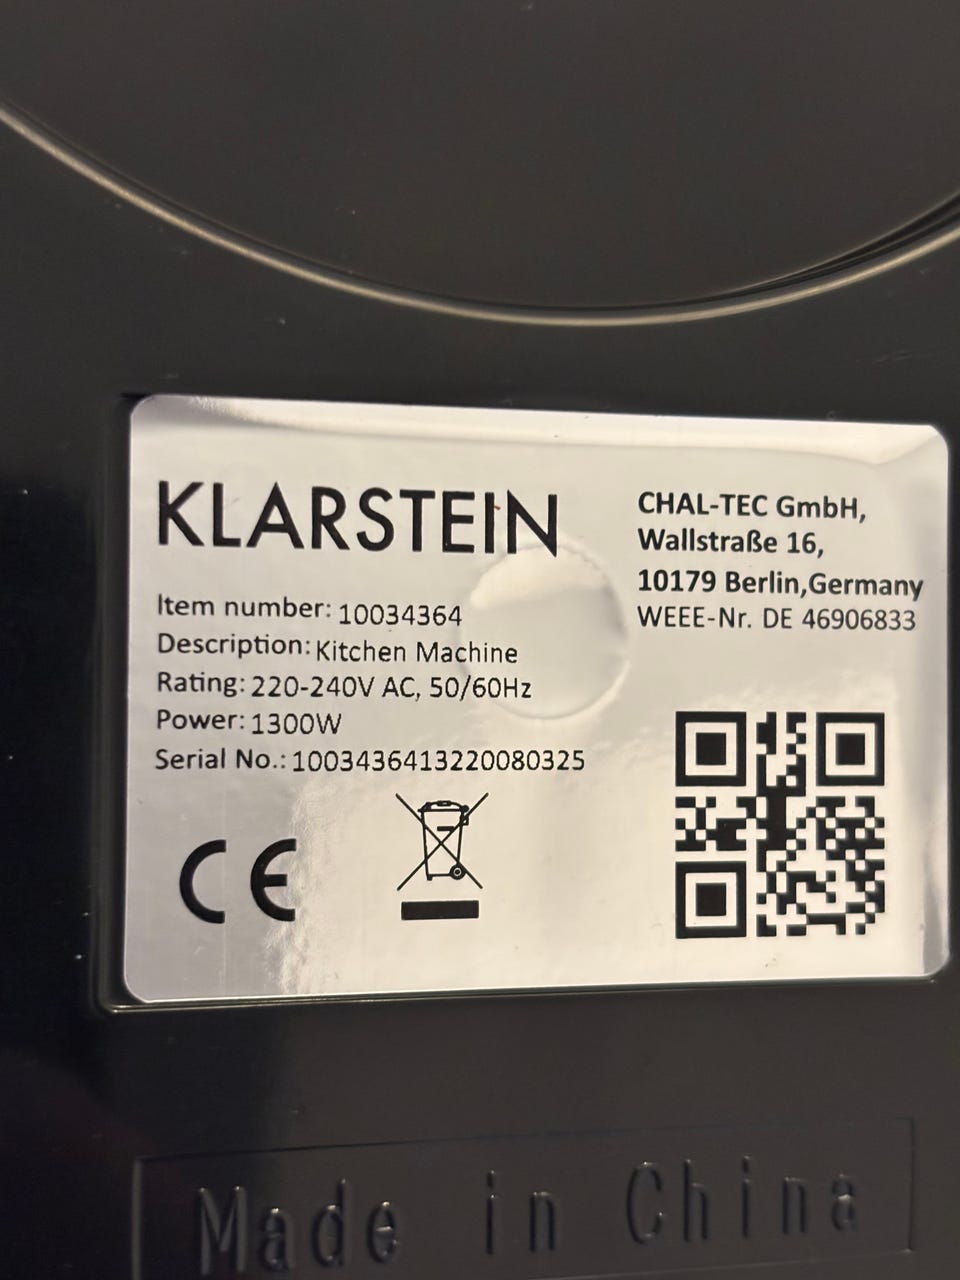 KLARSTEIN
Item number: 10034364
Description: Kitchen Machine
Rating: 220-240V AC, 50/60Hz
Power: 1300W
Serial No.: 1003436413220080325
CE
CHAL-TEC GmbH,
Wallstraße 16,
10179 Berlin,Germany
WEEE-Nr. DE 46906833
Made in China